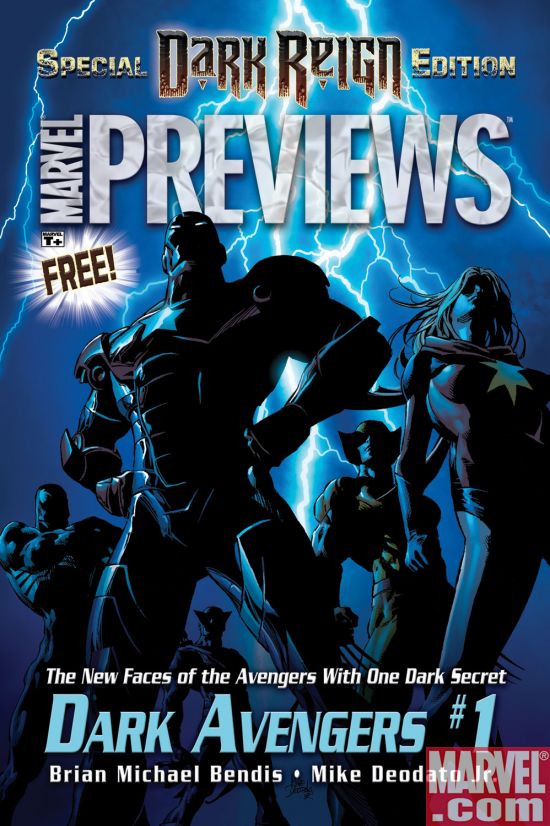 SPECIAL DARK REIGN EDITION
MARVEL PREVIEWS™
MARVEL
T+
FREE!
The New Faces of the Avengers With One Dark Secret
DARK AVENGERS #1
Brian Michael Bendis • Mike Deodato Jr.
MARVEL
.com